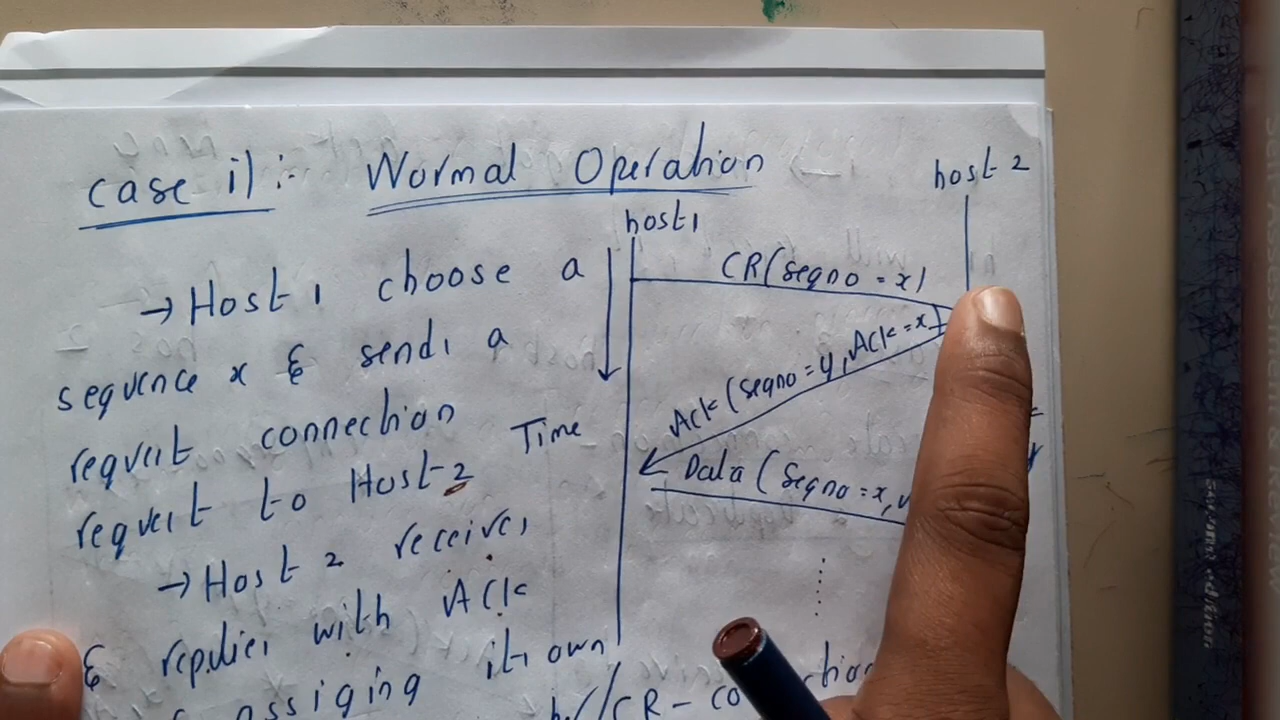 case i) :- Normal Operation
host 2
host 1
→ Host 1 choose a
CR (seqno = x)
sequence x & sends a
Ack (seqno = y, Ack = x)
request connection
Time
request to Host 2
Data (seqno = x,
→ Host 2 receives
& replies with Ack
assiging its own
CR - co